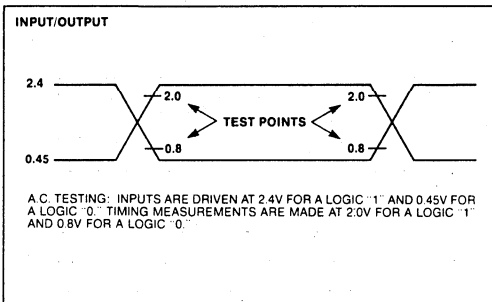 INPUT/OUTPUT
2.4
2.0
2.0
TEST POINTS
0.8
0.8
0.45
A.C. TESTING: INPUTS ARE DRIVEN AT 2.4V FOR A LOGIC "1" AND 0.45V FOR
A LOGIC "0." TIMING MEASUREMENTS ARE MADE AT 2.0V FOR A LOGIC "1"
AND 0.8V FOR A LOGIC "0."